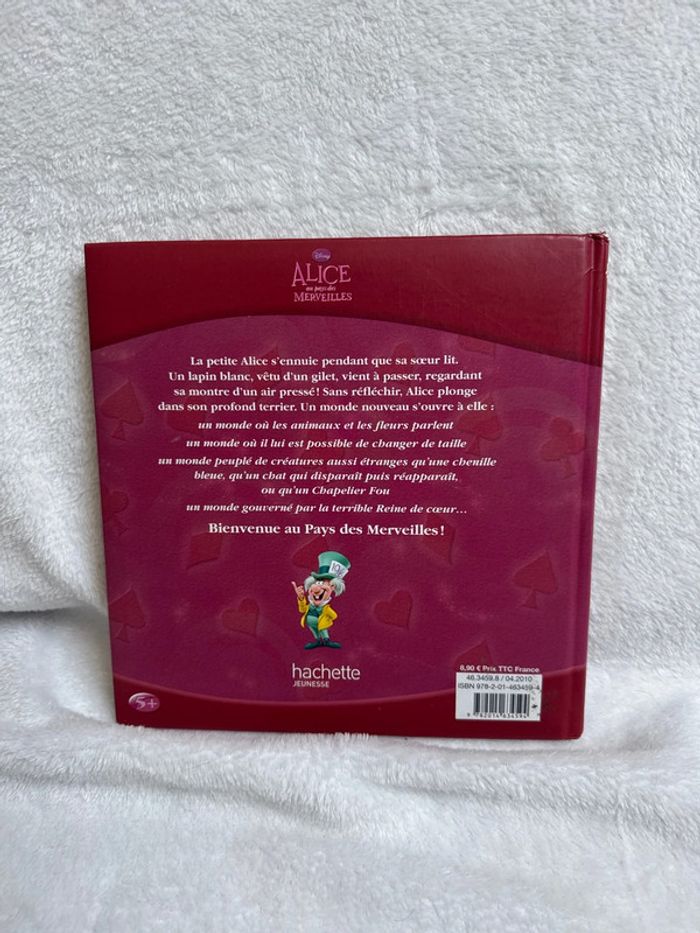 Disney
ALICE
au pays des
MERVEILLES
La petite Alice s'ennuie pendant que sa sœur lit.
Un lapin blanc, vêtu d'un gilet, vient à passer, regardant
sa montre d'un air pressé ! Sans réfléchir, Alice plonge
dans son profond terrier. Un monde nouveau s'ouvre à elle :
un monde où les animaux et les fleurs parlent
un monde où il lui est possible de changer de taille
un monde peuplé de créatures aussi étranges qu'une chenille
bleue, qu'un chat qui disparaît puis réapparaît,
ou qu'un Chapelier Fou
un monde gouverné par la terrible Reine de cœur...
Bienvenue au Pays des Merveilles !
hachette
JEUNESSE
5+
8,90 € Prix TTC France
46.3459.8 / 04.2010
ISBN 978-2-01-463459-4
9 782014 634594